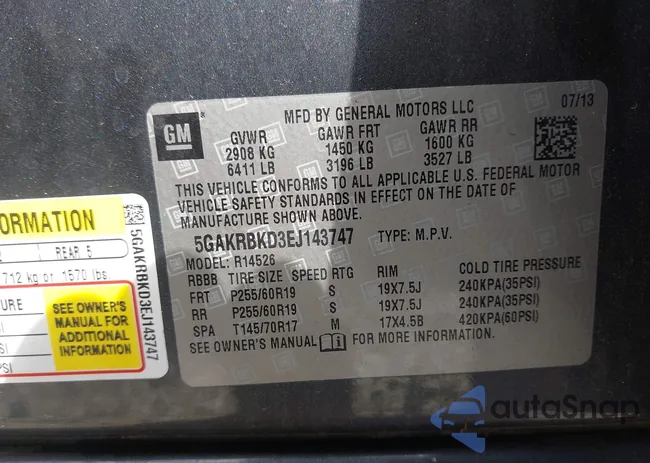 MFD BY GENERAL MOTORS LLC 07/13
GM
GVWR GAWR FRT GAWR RR
2908 KG 1450 KG 1600 KG
6411 LB 3196 LB 3527 LB
THIS VEHICLE CONFORMS TO ALL APPLICABLE U.S. FEDERAL MOTOR
VEHICLE SAFETY STANDARDS IN EFFECT ON THE DATE OF
MANUFACTURE SHOWN ABOVE.
5GAKRBKD3EJ143747 TYPE: M.P.V.
MODEL: R14526
RBBB TIRE SIZE SPEED RTG RIM COLD TIRE PRESSURE
FRT P255/60R19 S 19X7.5J 240KPA(35PSI)
RR P255/60R19 S 19X7.5J 240KPA(35PSI)
SPA T145/70R17 M 17X4.5B 420KPA(60PSI)
SEE OWNER'S MANUAL FOR MORE INFORMATION.
REAR 5
712 kg or 1570 lbs
SEE OWNER'S
MANUAL FOR
ADDITIONAL
INFORMATION
5GAKRBKD3EJ143747
autoSnap